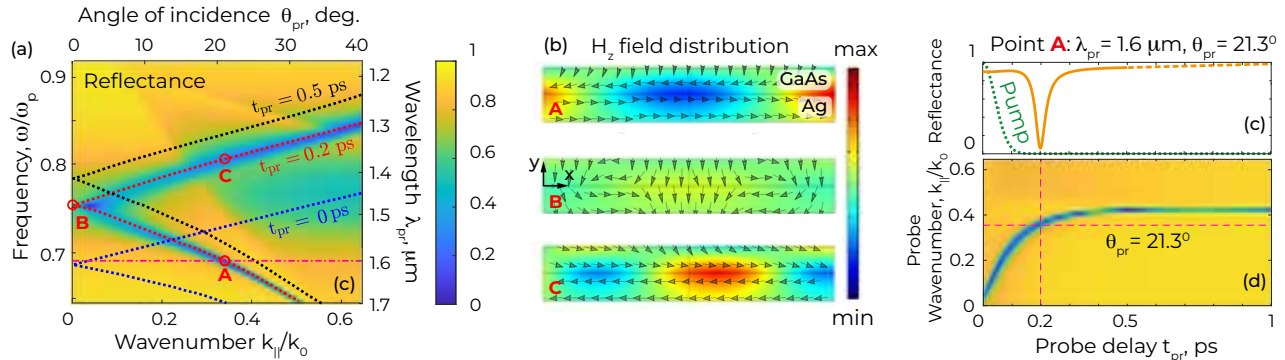 Angle of incidence θpr, deg.
(a)
0 10 20 30 40
Reflectance
Frequency, ω/ωp
0.9
0.8
0.7
tpr = 0.5 ps
tpr = 0.2 ps
tpr = 0 ps
A
B
C
(c)
0 0.2 0.4 0.6
Wavenumber k||/k0
1.2
1.3
1.4
1.5
1.6
1.7
Wavelength λpr, μm
1
0.8
0.6
0.4
0.2
0
(b)
Hz field distribution
GaAs
Ag
A
y
x
B
C
max
min
Point A: λpr = 1.6 μm, θpr = 21.3⁰
1
0
Reflectance
Pump
(c)
Probe
Wavenumber, k||/k0
0.6
0.4
0.2
0
θpr = 21.3⁰
(d)
0 0.2 0.5 1
Probe delay tpr, ps